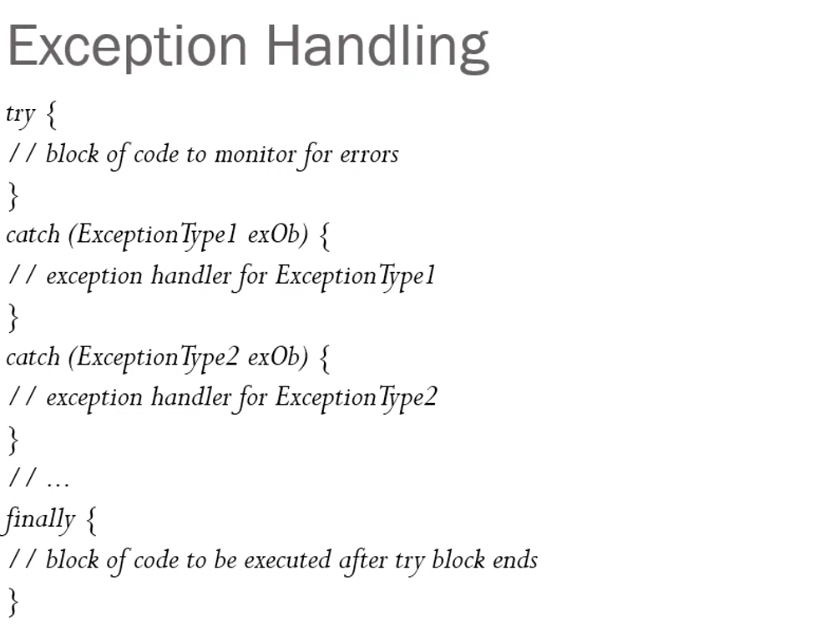 Exception Handling
try {
// block of code to monitor for errors
}
catch (ExceptionType1 exOb) {
// exception handler for ExceptionType1
}
catch (ExceptionType2 exOb) {
// exception handler for ExceptionType2
}
// …
finally {
// block of code to be executed after try block ends
}